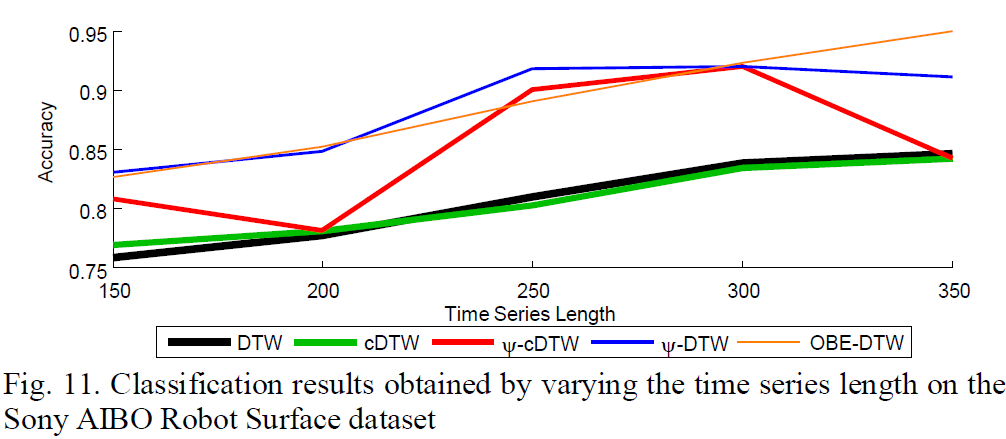 0.95
0.9
0.85
0.8
0.75
Accuracy
150 200 250 300 350
Time Series Length
DTW cDTW ψ-cDTW ψ-DTW OBE-DTW
Fig. 11. Classification results obtained by varying the time series length on the
Sony AIBO Robot Surface dataset